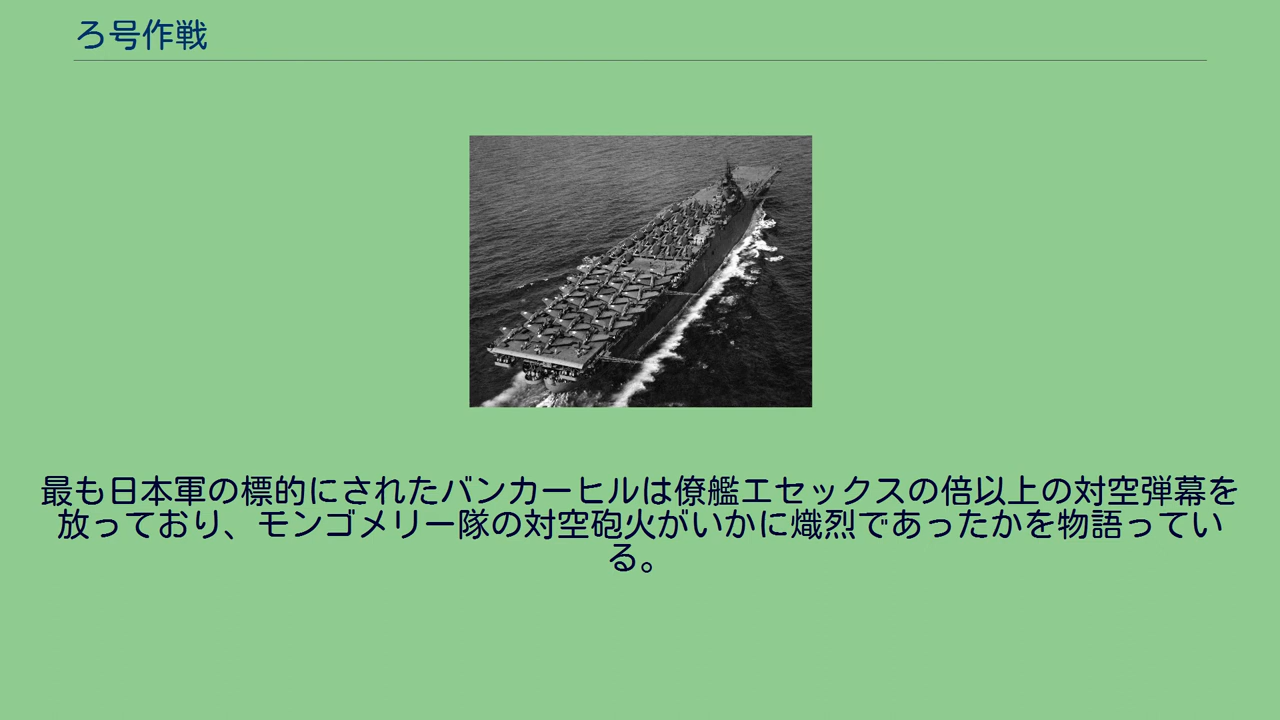 ろ号作戦
最も日本軍の標的にされたバンカーヒルは僚艦エセックスの倍以上の対空弾幕を
放っており、モンゴメリー隊の対空砲火がいかに熾烈であったかを物語ってい
る。